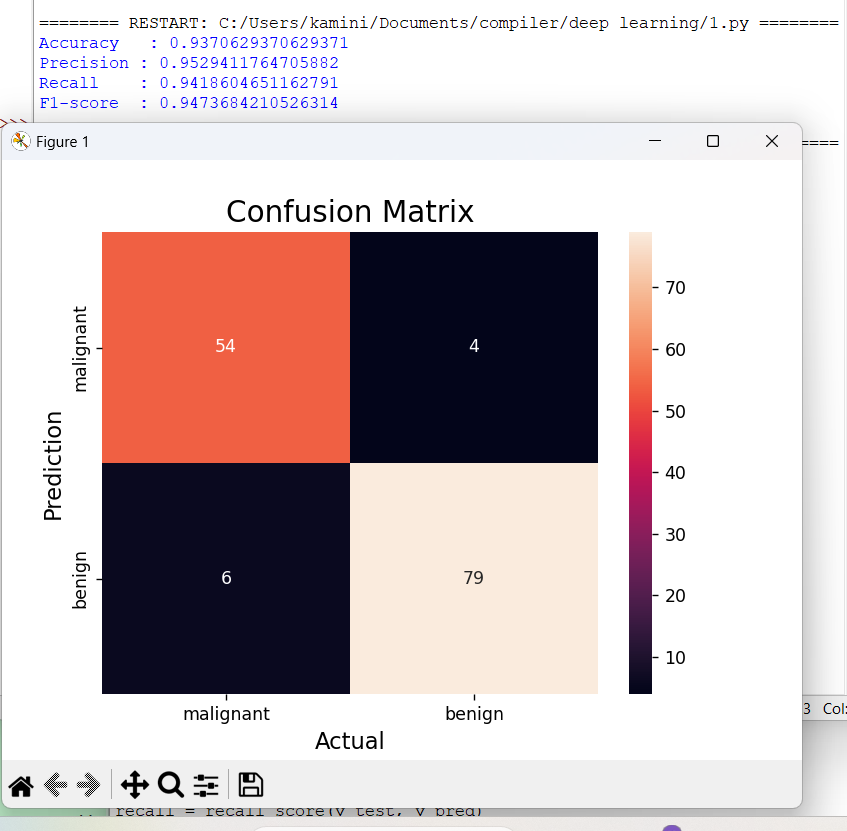 ======== RESTART: C:/Users/kamini/Documents/compiler/deep learning/1.py ========
Accuracy   : 0.9370629370629371
Precision : 0.9529411764705882
Recall    : 0.9418604651162791
F1-score  : 0.9473684210526314
>>>
Figure 1
====
Confusion Matrix
Prediction
malignant
benign
54
4
6
79
malignant
benign
Actual
70
60
50
40
30
20
10
3 Col:
recall = recall_score(y_test, y_pred)